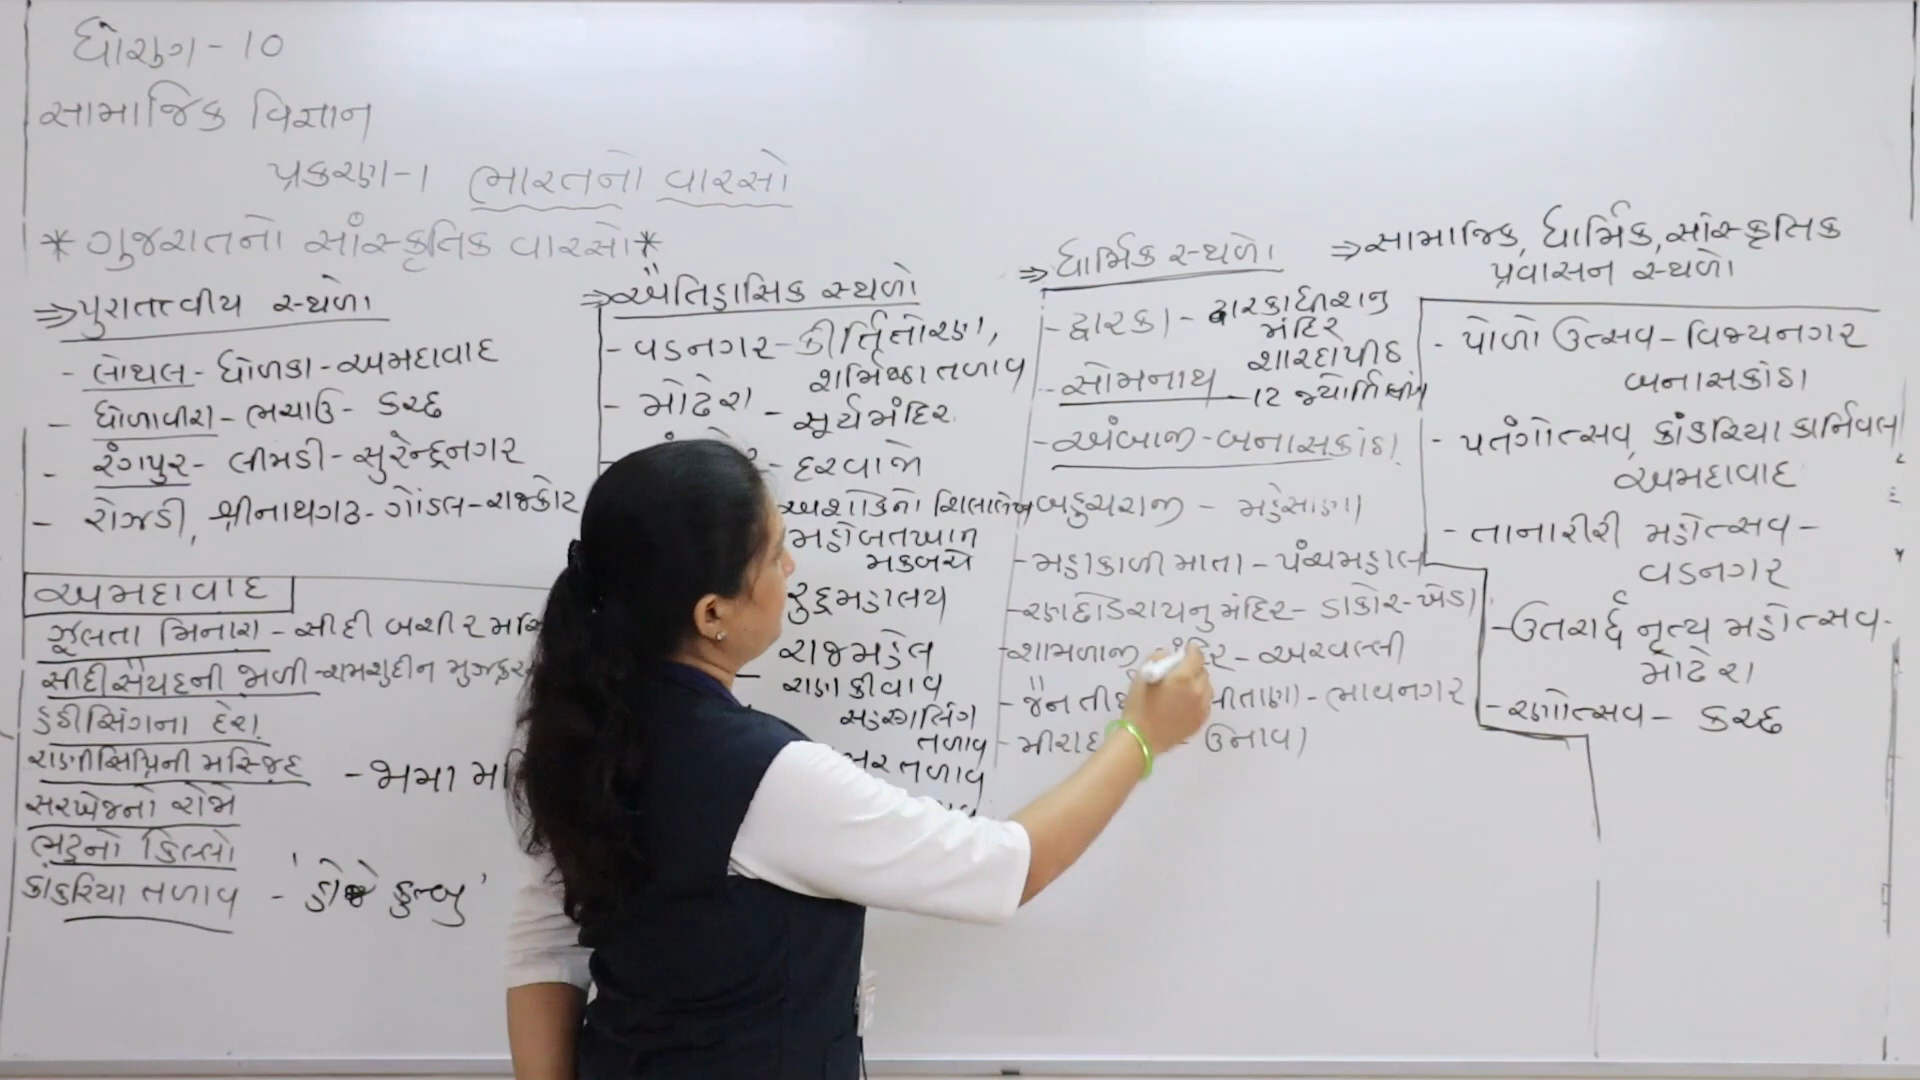 ધોરણ - 10
સામાજિક વિજ્ઞાન
પ્રકરણ-1 ભારતનો વારસો
* ગુજરાતનો સાંસ્કૃતિક વારસો *
⇒ પુરાતત્વીય સ્થળો
- લોથલ - ધોળકા - અમદાવાદ
- ધોળાવીરા - ભચાઉ - કચ્છ
- રંગપુર - લીમડી - સુરેન્દ્રનગર
- રોઝડી, શ્રીનાથગઢ - ગોંડલ - રાજકોટ
અમદાવાદ
ઝૂલતા મિનારા - સીદી બશીર
સીદીસૈયદની જાળી - શમશુદીન
હઠીસિંગના દેરા
રાણીસિપ્રિની મસ્જિદ - જામા
સરખેજનો રોજો
ભદ્રનો કિલ્લો
કાંકરિયા તળાવ - 'હોજે કુત્બુ'
⇒ ઐતિહાસિક સ્થળો
- વડનગર - કીર્તિતોરણ,
શર્મિષ્ઠા તળાવ
- મોઢેરા - સૂર્યમંદિર
દરવાજો
અશોકનો શિલાલેખ
મહોબતખાન
મકબરો
રુદ્રમહાલય
રાજમહેલ
રાણકીવાવ
સહસ્ત્રલિંગ
તળાવ
તળાવ
⇒ ધાર્મિક સ્થળો
- દ્વારકા - દ્વારકાધીશનુ
મંદિર
શારદાપીઠ
- સોમનાથ - 12 જ્યોર્તિલીંગ
- અંબાજી - બનાસકાંઠા
બહુચરાજી - મહેસાણા
- મહાકાળી માતા - પંચમહાલ
- રણછોડરાયનુ મંદિર - ડાકોર - ખેડા
- શામળાજી - અરવલ્લી
- જૈન - ભાવનગર
- ઉનાવા
⇒ સામાજિક, ધાર્મિક, સાંસ્કૃતિક
પ્રવાસન સ્થળો
- પોળો ઉત્સવ - વિજયનગર
બનાસકાંઠા
- પતંગોત્સવ, કાંકરિયા કાર્નિવલ
અમદાવાદ
- તાનારીરી મહોત્સવ -
વડનગર
- ઉતરાર્ધ નૃત્ય મહોત્સવ -
મોઢેરા
- રણોત્સવ - કચ્છ